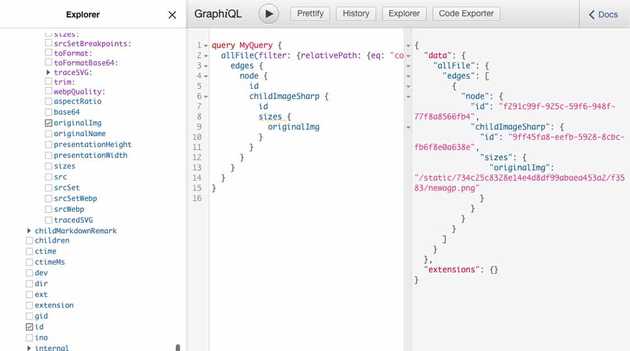 Explorer
sizes:
srcSetBreakpoints:
toFormat:
toFormatBase64:
traceSVG:
trim:
webpQuality:
aspectRatio
base64
originalImg
originalName
presentationHeight
presentationWidth
sizes
src
srcSet
srcSetWebp
srcWebp
tracedSVG
childMarkdownRemark
children
ctime
ctimeMs
dev
dir
ext
extension
gid
id
ino
internal
GraphiQL
Prettify
History
Explorer
Code Exporter
Docs
1 query MyQuery {
2 allFile(filter: {relativePath: {eq: "co
3 edges {
4 node {
5 id
6 childImageSharp {
7 id
8 sizes {
9 originalImg
10 }
11 }
12 }
13 }
14 }
15 }
16
{
"data": {
"allFile": {
"edges": [
{
"node": {
"id": "f291c99f-925c-59f6-948f-
77f8a8566fb4",
"childImageSharp": {
"id": "9ff45fa8-eefb-5928-8cbc-
fb6f8e0a638e",
"sizes": {
"originalImg":
"/static/734c25c8328e14e4d8df99abaea453a2/f35
83/newogp.png"
}
}
}
}
]
}
},
"extensions": {}
}